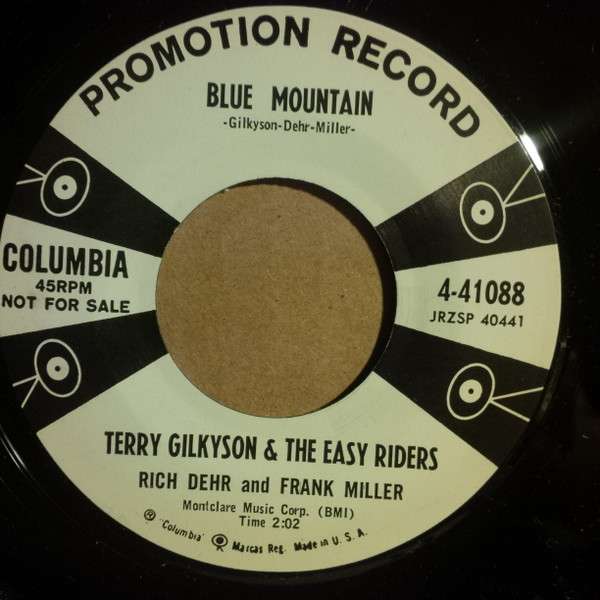 PROMOTION RECORD
BLUE MOUNTAIN
-Gilkyson-Dehr-Miller-
COLUMBIA
45RPM
NOT FOR SALE
4-41088
JRZSP 40441
TERRY GILKYSON & THE EASY RIDERS
RICH DEHR and FRANK MILLER
Montclare Music Corp. (BMI)
Time 2:02
® "Columbia" Marcas Reg. Made in U. S. A.